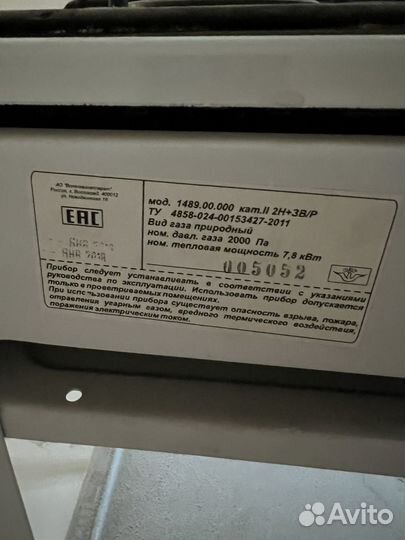 АО "Волгогазоаппарат"
Россия, г. Волгоград, 400012
ул. Новодвинская 16
EAC
ЯНВ 2018
мод. 1489.00.000 кат.II 2Н+3В/Р
ТУ 4858-024-00153427-2011
Вид газа природный
ном. давл. газа 2000 Па
ном. тепловая мощность 7,8 кВт
005052
Прибор следует устанавливать в соответствии с указаниями
руководства по эксплуатации. Использовать прибор допускается
только в проветриваемых помещениях.
При использовании прибора существует опасность взрыва, пожара,
отравления угарным газом, вредного термического воздействия,
поражения электрическим током.
Avito